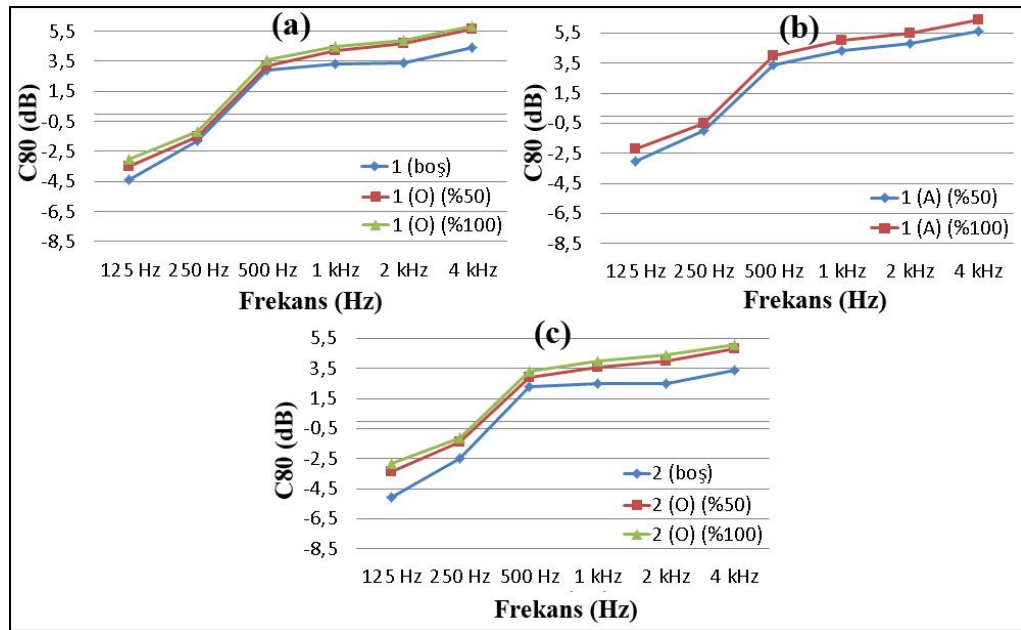 (a)
C80 (dB)
5,5
3,5
1,5
-0,5
-2,5
-4,5
-6,5
-8,5
1 (boş)
1 (O) (%50)
1 (O) (%100)
125 Hz 250 Hz 500 Hz 1 kHz 2 kHz 4 kHz
Frekans (Hz)
(b)
C80 (dB)
5,5
3,5
1,5
-0,5
-2,5
-4,5
-6,5
-8,5
1 (A) (%50)
1 (A) (%100)
125 Hz 250 Hz 500 Hz 1 kHz 2 kHz 4 kHz
Frekans (Hz)
(c)
C80 (dB)
5,5
3,5
1,5
-0,5
-2,5
-4,5
-6,5
-8,5
2 (boş)
2 (O) (%50)
2 (O) (%100)
125 Hz 250 Hz 500 Hz 1 kHz 2 kHz 4 kHz
Frekans (Hz)